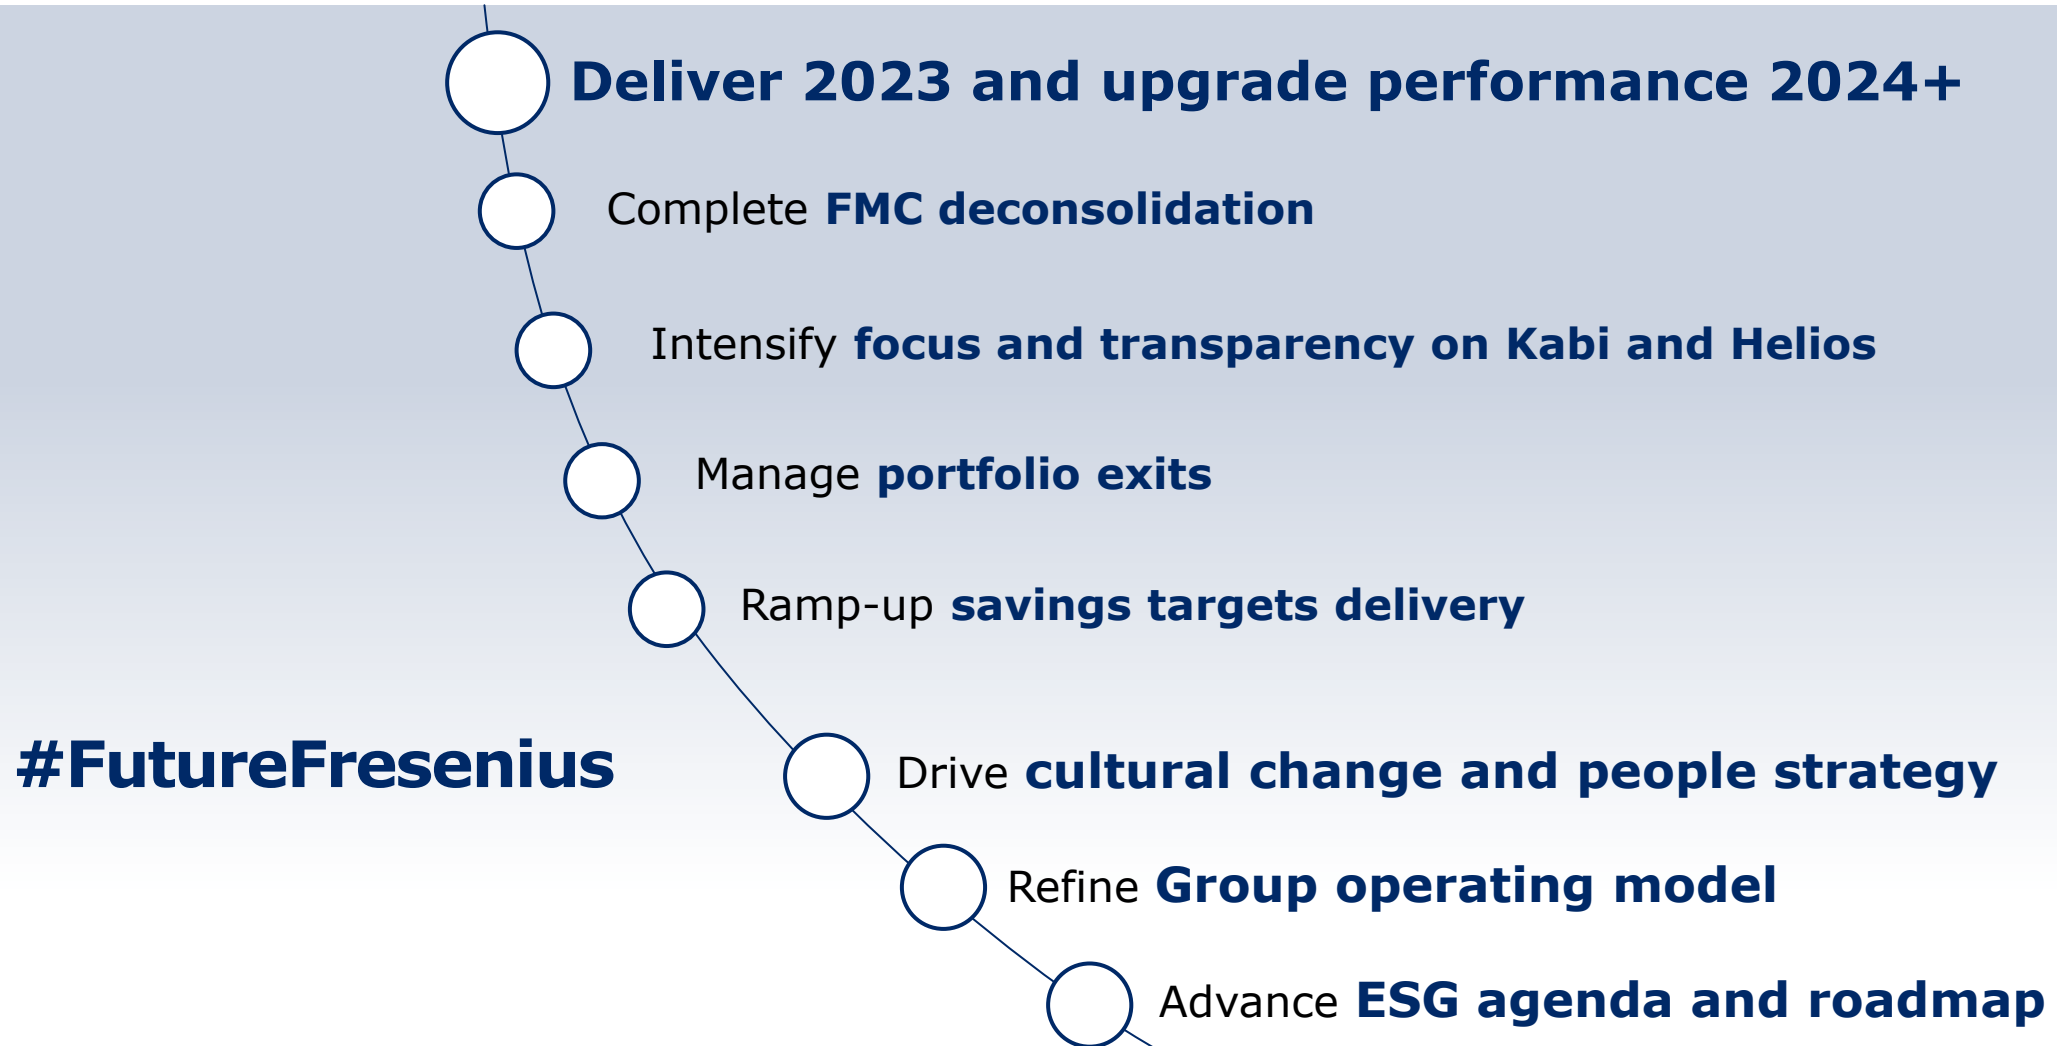 Deliver 2023 and upgrade performance 2024+
Complete FMC deconsolidation
Intensify focus and transparency on Kabi and Helios
Manage portfolio exits
Ramp-up savings targets delivery
#FutureFresenius
Drive cultural change and people strategy
Refine Group operating model
Advance ESG agenda and roadmap